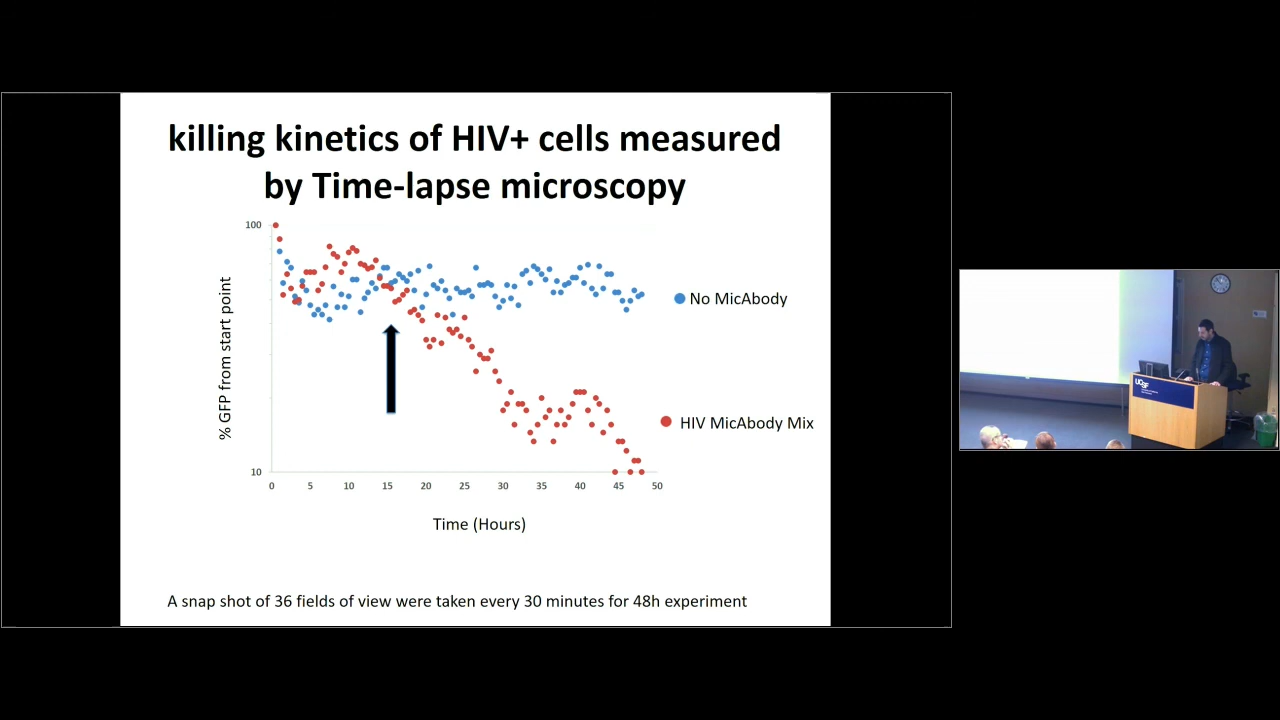 killing kinetics of HIV+ cells measured
by Time-lapse microscopy
100
10
% GFP from start point
0 5 10 15 20 25 30 35 40 45 50
Time (Hours)
No MicAbody
HIV MicAbody Mix
A snap shot of 36 fields of view were taken every 30 minutes for 48h experiment
UCSF